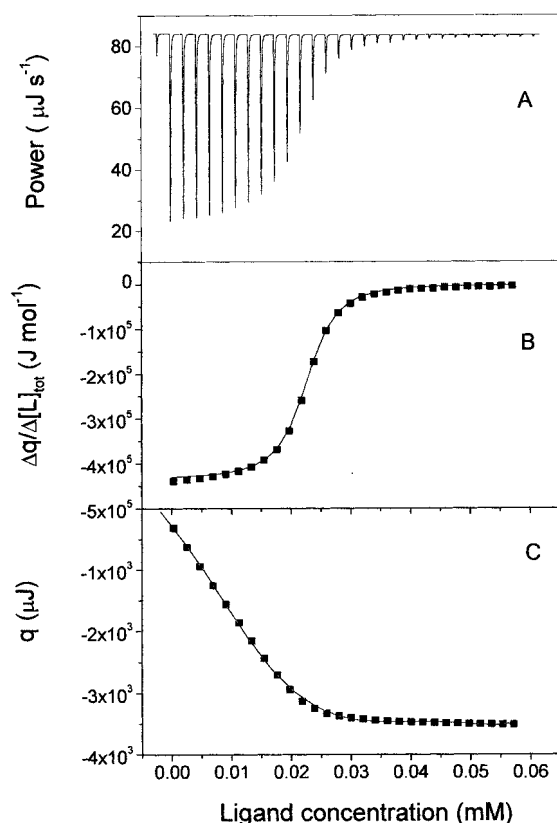 80
60
40
20
Power ( μJ s⁻¹)
A
0
-1x10⁵
-2x10⁵
-3x10⁵
-4x10⁵
-5x10⁵
Δq/Δ[L]tot (J mol⁻¹)
B
-1x10³
-2x10³
-3x10³
-4x10³
q (μJ)
C
0.00 0.01 0.02 0.03 0.04 0.05 0.06
Ligand concentration (mM)